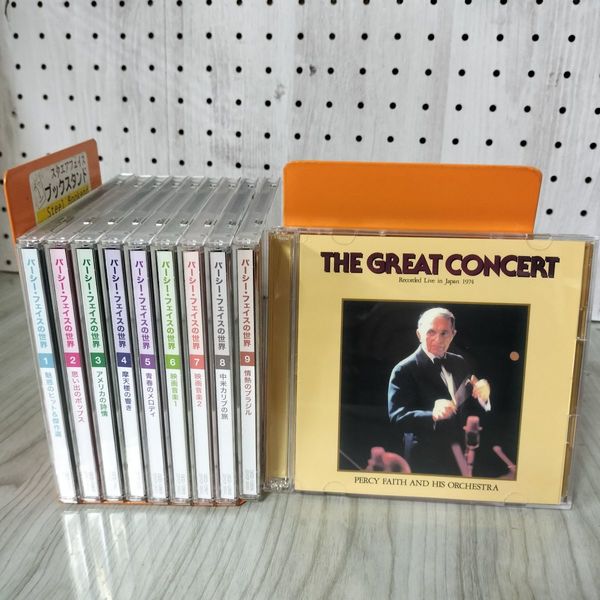 スタエアフェイス
ブックスタンド
Steel Bookend
パーシー・フェイスの世界 1 魅惑のヒット&傑作選
パーシー・フェイスの世界 2 思い出のポップス
パーシー・フェイスの世界 3 アメリカの詩情
パーシー・フェイスの世界 4 摩天楼の響き
パーシー・フェイスの世界 5 青春のメロディ
パーシー・フェイスの世界 6 映画音楽1
パーシー・フェイスの世界 7 映画音楽2
パーシー・フェイスの世界 8 中米カリブの旅
パーシー・フェイスの世界 9 情熱のブラジル
THE GREAT CONCERT
Recorded Live in Japan 1974
PERCY FAITH AND HIS ORCHESTRA